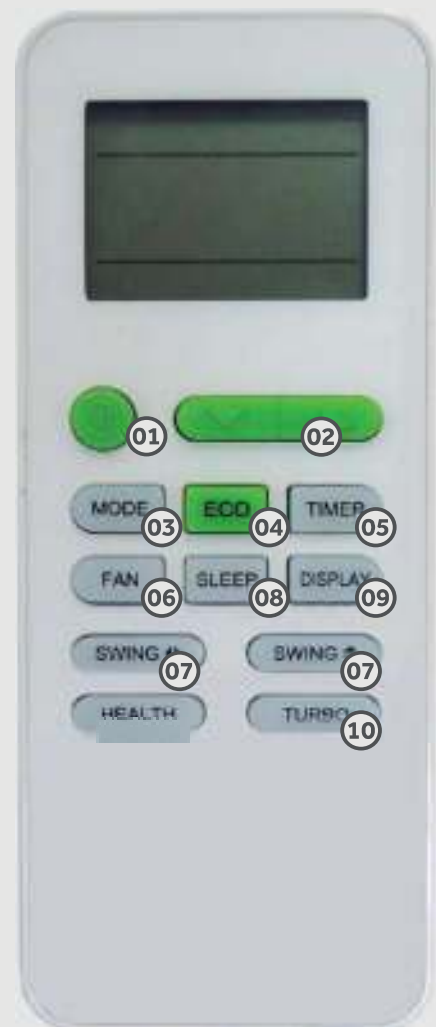 01 02
MODE 03 ECO 04 TIMER 05
FAN 06 SLEEP 08 DISPLAY 09
SWING 07 SWING 07
HEALTH TURBO 10